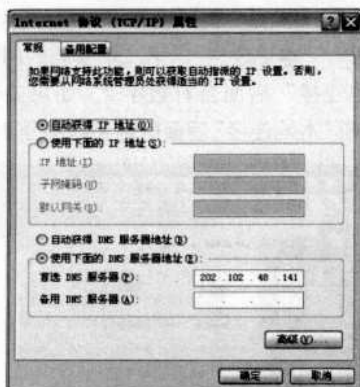 Internet 协议 (TCP/IP) 属性
常规 备用配置
如果网络支持此功能，则可以获取自动指派的 IP 设置。否则，
您需要从网络系统管理员处获得适当的 IP 设置。
自动获得 IP 地址(O)
使用下面的 IP 地址(S):
IP 地址(I):
子网掩码(U):
默认网关(D):
自动获得 DNS 服务器地址(B)
使用下面的 DNS 服务器地址(E):
首选 DNS 服务器(P): 202 .102 .48 .141
备用 DNS 服务器(A): . . .
高级(V)...
确定 取消